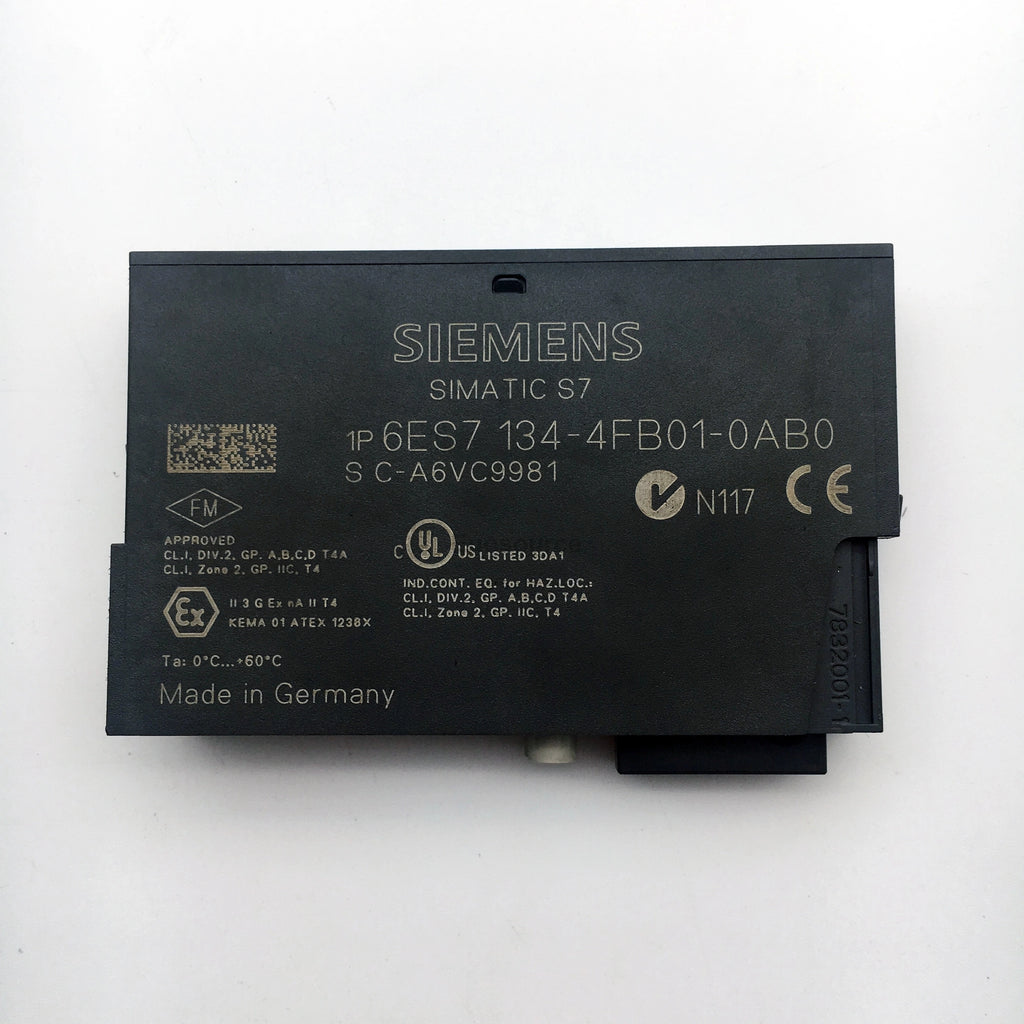 SIEMENS
SIMATIC S7
1P 6ES7 134-4FB01-0AB0
S C-A6VC9981
N117 CE
FM
APPROVED
CL.I, DIV.2, GP. A,B,C,D T4A
CL.I, Zone 2, GP. IIC, T4
C UL US LISTED 3DA1
IND.CONT. EQ. for HAZ.LOC.:
CL.I, DIV.2, GP. A,B,C,D T4A
CL.I, Zone 2, GP. IIC, T4
Ex
II 3 G Ex nA II T4
KEMA 01 ATEX 1238X
Ta: 0°C...+60°C
Made in Germany